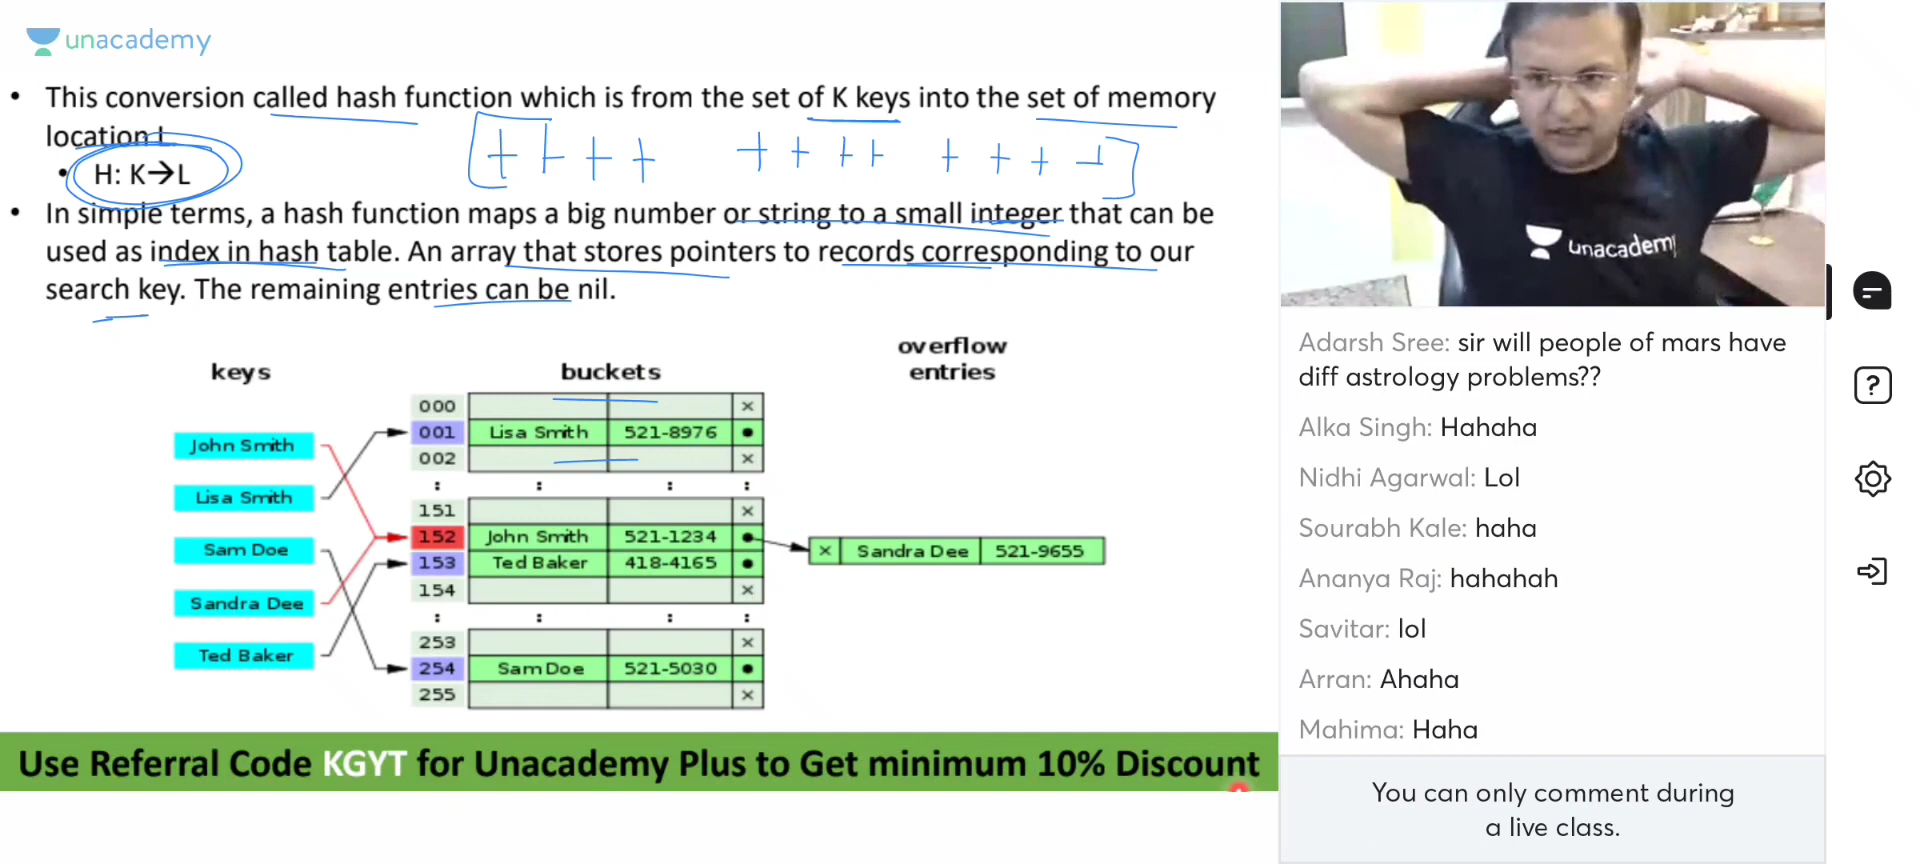 unacademy
• This conversion called hash function which is from the set of K keys into the set of memory
location L
• H: K→L
• In simple terms, a hash function maps a big number or string to a small integer that can be
used as index in hash table. An array that stores pointers to records corresponding to our
search key. The remaining entries can be nil.
keys
buckets
overflow
entries
000 ×
John Smith
001 Lisa Smith 521-8976
002 ×
Lisa Smith
: : : :
151 ×
152 John Smith 521-1234
× Sandra Dee 521-9655
Sam Doe
153 Ted Baker 418-4165
154 ×
Sandra Dee
: : : :
253 ×
Ted Baker
254 Sam Doe 521-5030
255 ×
Use Referral Code KGYT for Unacademy Plus to Get minimum 10% Discount
unacademy
Adarsh Sree: sir will people of mars have
diff astrology problems??
Alka Singh: Hahaha
Nidhi Agarwal: Lol
Sourabh Kale: haha
Ananya Raj: hahahah
Savitar: lol
Arran: Ahaha
Mahima: Haha
You can only comment during
a live class.
?